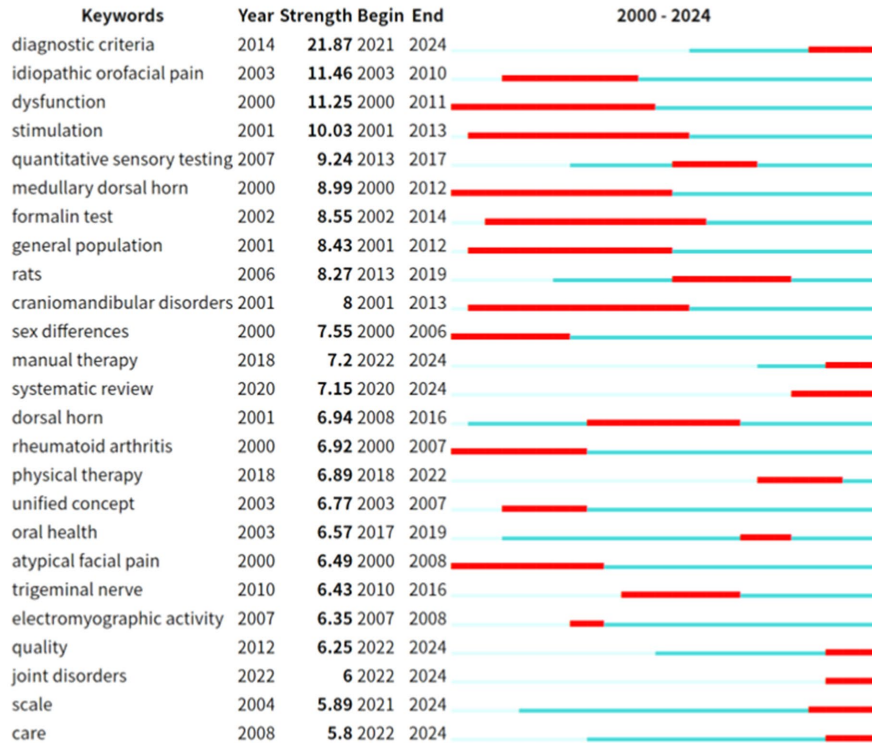 Keywords Year Strength Begin End 2000 - 2024
diagnostic criteria 2014 21.87 2021 2024
idiopathic orofacial pain 2003 11.46 2003 2010
dysfunction 2000 11.25 2000 2011
stimulation 2001 10.03 2001 2013
quantitative sensory testing 2007 9.24 2013 2017
medullary dorsal horn 2000 8.99 2000 2012
formalin test 2002 8.55 2002 2014
general population 2001 8.43 2001 2012
rats 2006 8.27 2013 2019
craniomandibular disorders 2001 8 2001 2013
sex differences 2000 7.55 2000 2006
manual therapy 2018 7.2 2022 2024
systematic review 2020 7.15 2020 2024
dorsal horn 2001 6.94 2008 2016
rheumatoid arthritis 2000 6.92 2000 2007
physical therapy 2018 6.89 2018 2022
unified concept 2003 6.77 2003 2007
oral health 2003 6.57 2017 2019
atypical facial pain 2000 6.49 2000 2008
trigeminal nerve 2010 6.43 2010 2016
electromyographic activity 2007 6.35 2007 2008
quality 2012 6.25 2022 2024
joint disorders 2022 6 2022 2024
scale 2004 5.89 2021 2024
care 2008 5.8 2022 2024